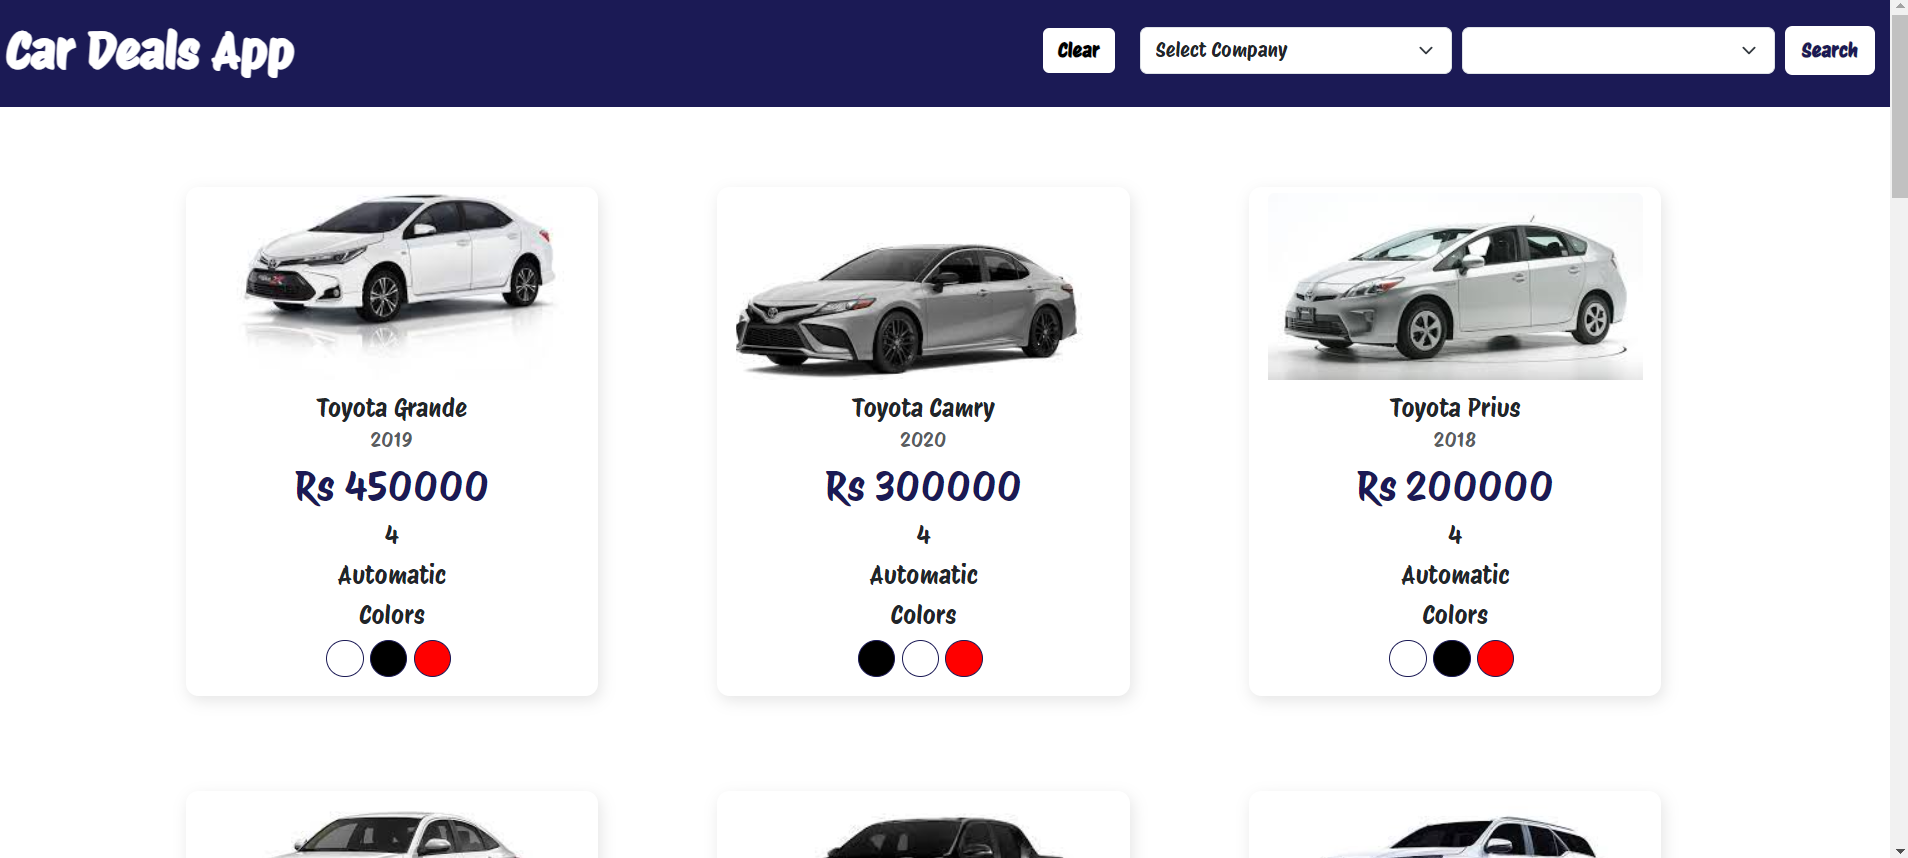 Car Deals App
Clear
Select Company
Search
Toyota Grande
2019
Rs 450000
4
Automatic
Colors
Toyota Camry
2020
Rs 300000
4
Automatic
Colors
Toyota Prius
2018
Rs 200000
4
Automatic
Colors